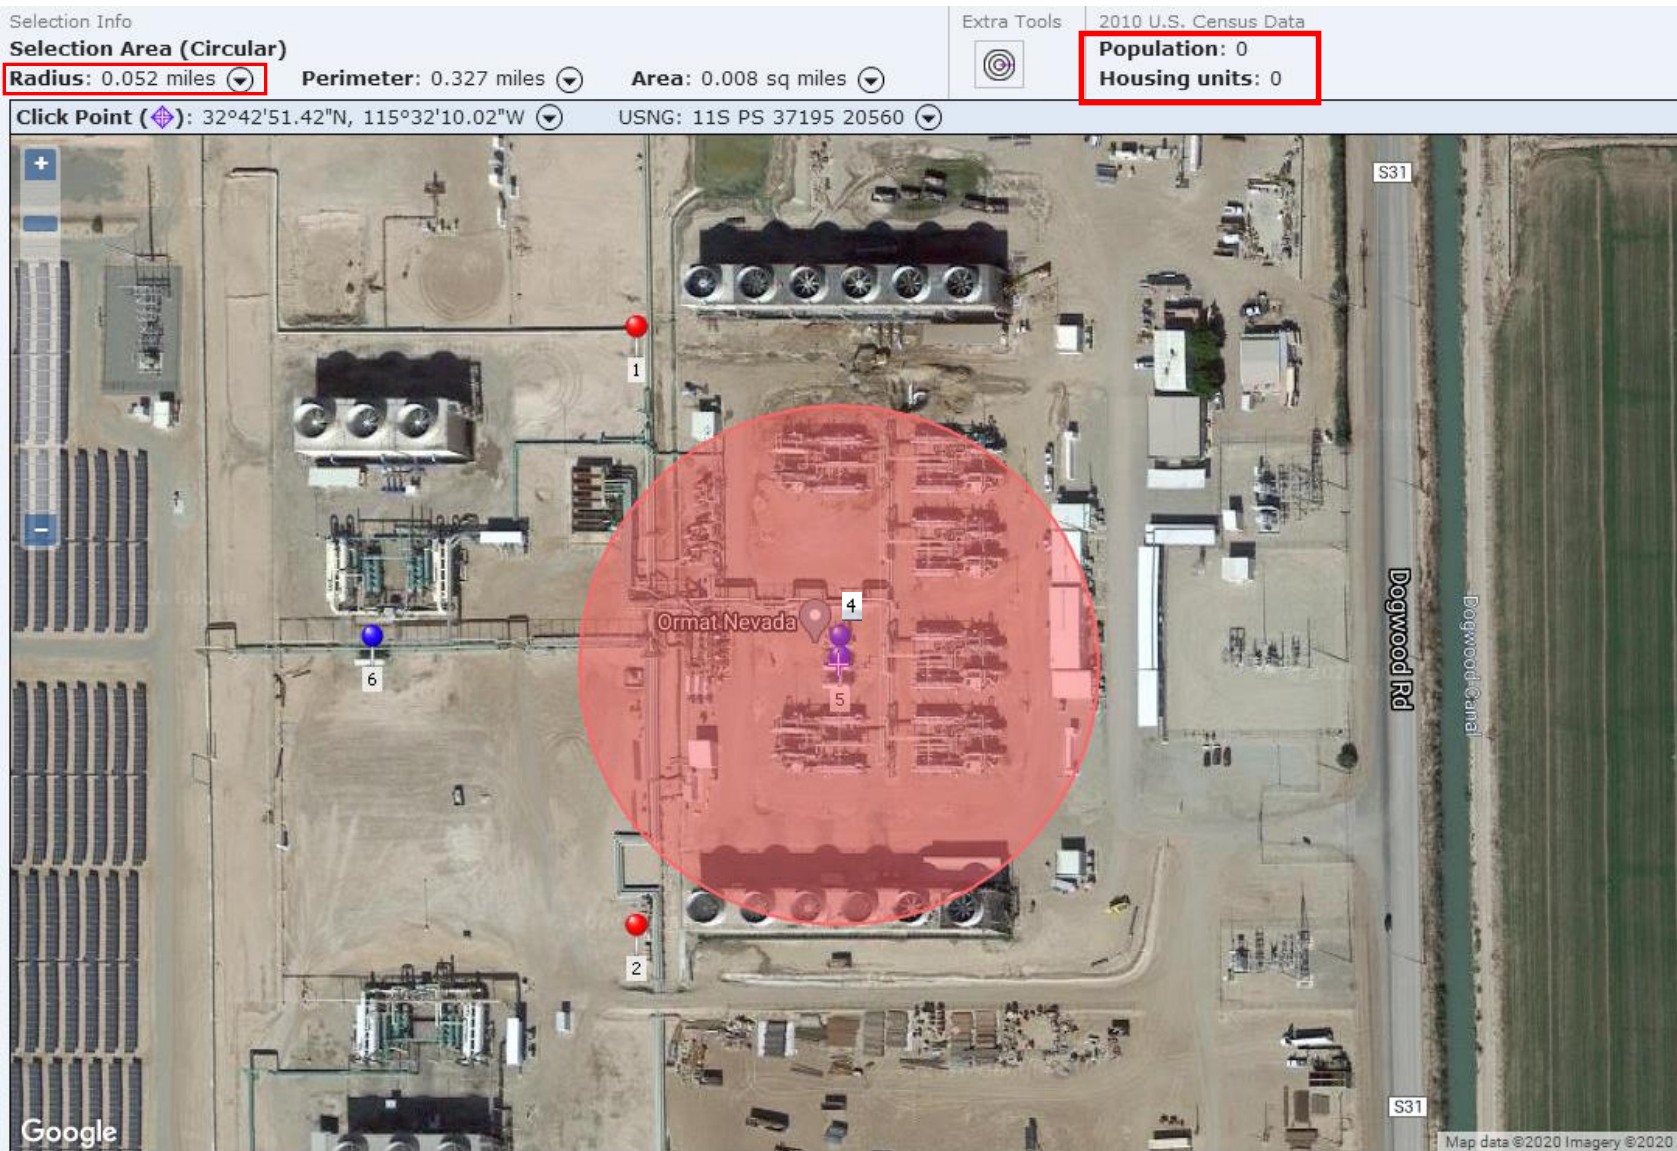 Selection Info
Selection Area (Circular)
Radius: 0.052 miles
Perimeter: 0.327 miles
Area: 0.008 sq miles
Extra Tools
2010 U.S. Census Data
Population: 0
Housing units: 0
Click Point ( ): 32°42'51.42"N, 115°32'10.02"W
USNG: 11S PS 37195 20560
+
S31
1
4
Ormat Nevada
6
5
−
Dogwood Rd
Dogwood Canal
2
S31
Google
Map data ©2020 Imagery ©2020